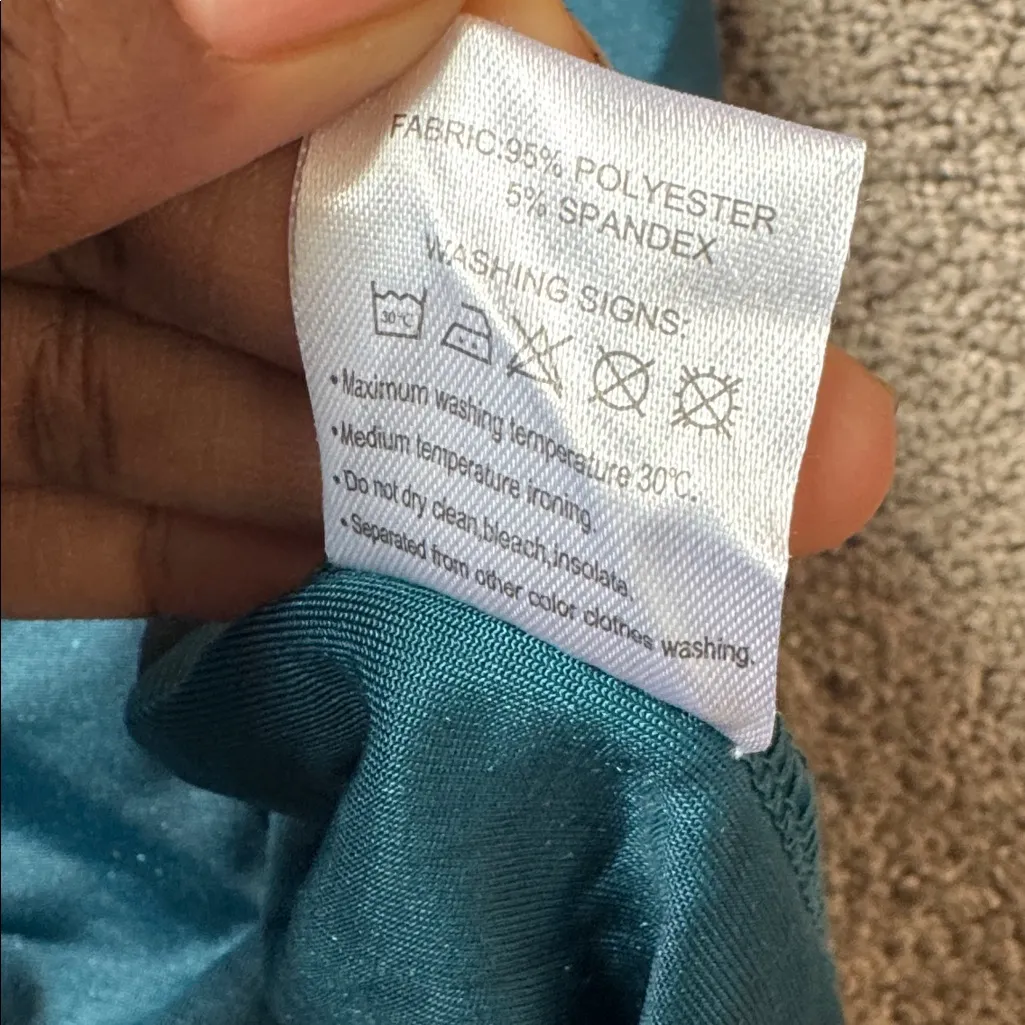 FABRIC:95% POLYESTER
5% SPANDEX
WASHING SIGNS:
30°C
•Maximum washing temperature 30°C.
•Medium temperature ironing.
•Do not dry clean,bleach,insolata.
•Separated from other color clothes washing.